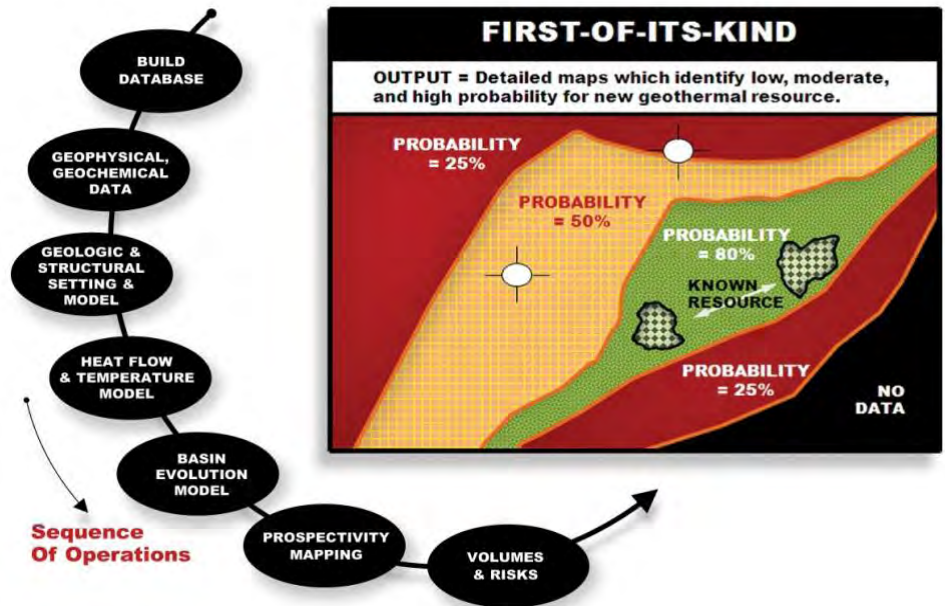 BUILD
DATABASE
GEOPHYSICAL,
GEOCHEMICAL
DATA
GEOLOGIC &
STRUCTURAL
SETTING &
MODEL
HEAT FLOW
& TEMPERATURE
MODEL
BASIN
EVOLUTION
MODEL
PROSPECTIVITY
MAPPING
VOLUMES
& RISKS
Sequence
Of Operations
FIRST-OF-ITS-KIND
OUTPUT = Detailed maps which identify low, moderate,
and high probability for new geothermal resource.
PROBABILITY
= 25%
PROBABILITY
= 50%
PROBABILITY
= 80%
KNOWN
RESOURCE
PROBABILITY
= 25%
NO
DATA